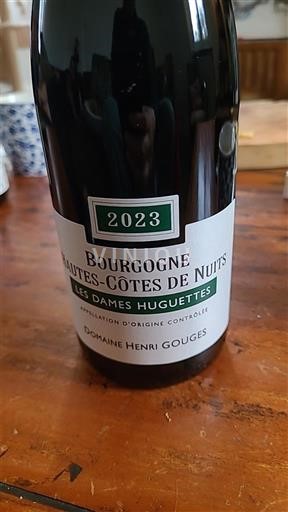 2023
BOURGOGNE
HAUTES-CÔTES DE NUITS
LES DAMES HUGUETTES
APPELLATION D'ORIGINE CONTRÔLÉE
DOMAINE HENRI GOUGES